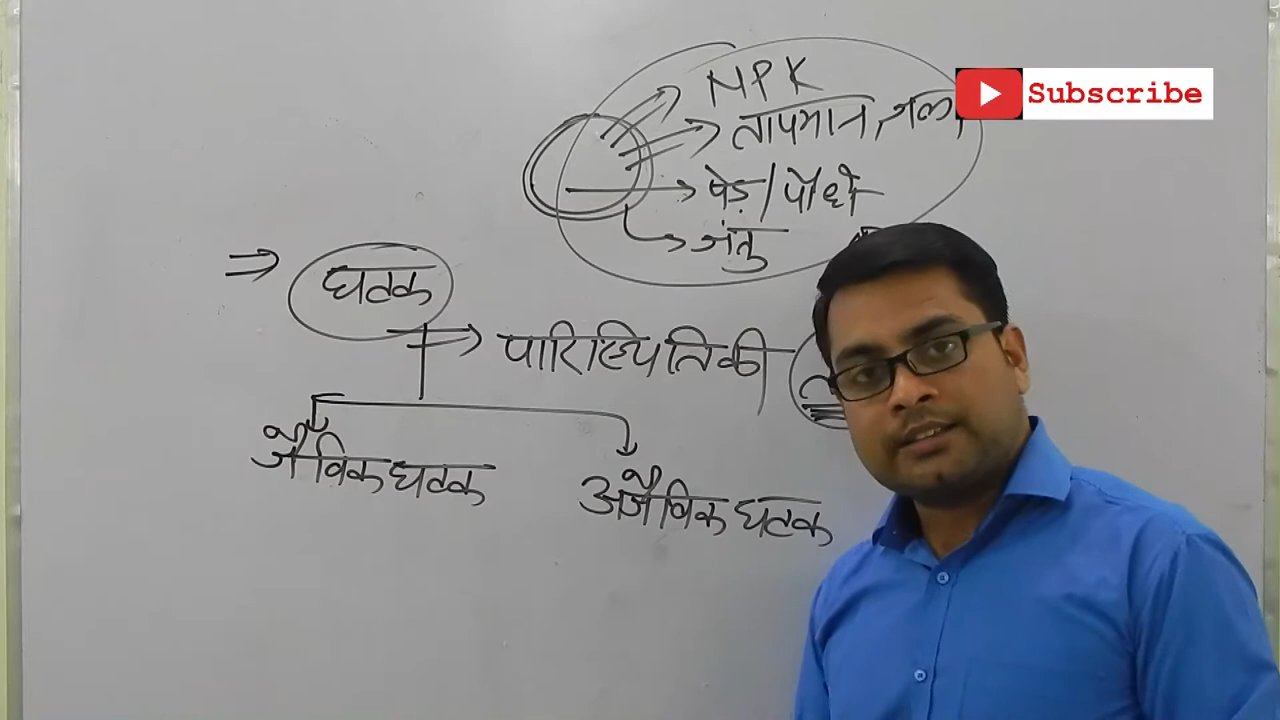 NPK
Subscribe
तापमान, जल,
पेड़/पौधे
जंतु
⇒ घटक
पारिस्थितिकी
जैविक घटक
अजैविक घटक